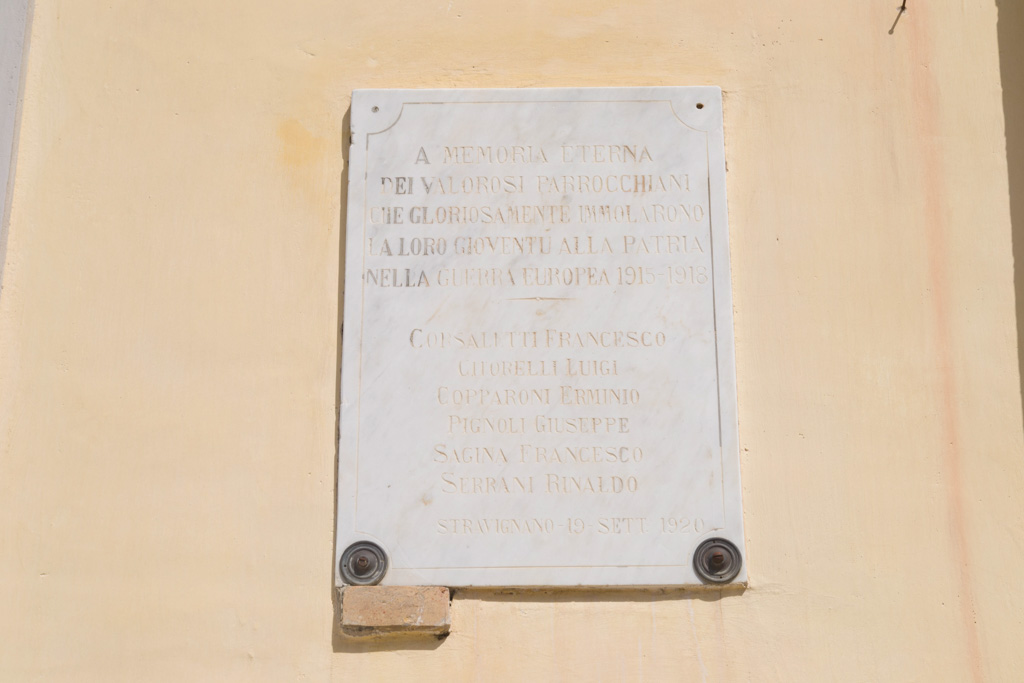 A MEMORIA ETERNA
DEI VALOROSI PARROCCHIANI
CHE GLORIOSAMENTE IMMOLARONO
LA LORO GIOVENTÙ ALLA PATRIA
NELLA GUERRA EUROPEA 1915-1918
CORSALETTI FRANCESCO
CITORELLI LUIGI
COPPARONI ERMINIO
PIGNOLI GIUSEPPE
SAGINA FRANCESCO
SERRANI RINALDO
STRAVIGNANO-19-SETT. 1920